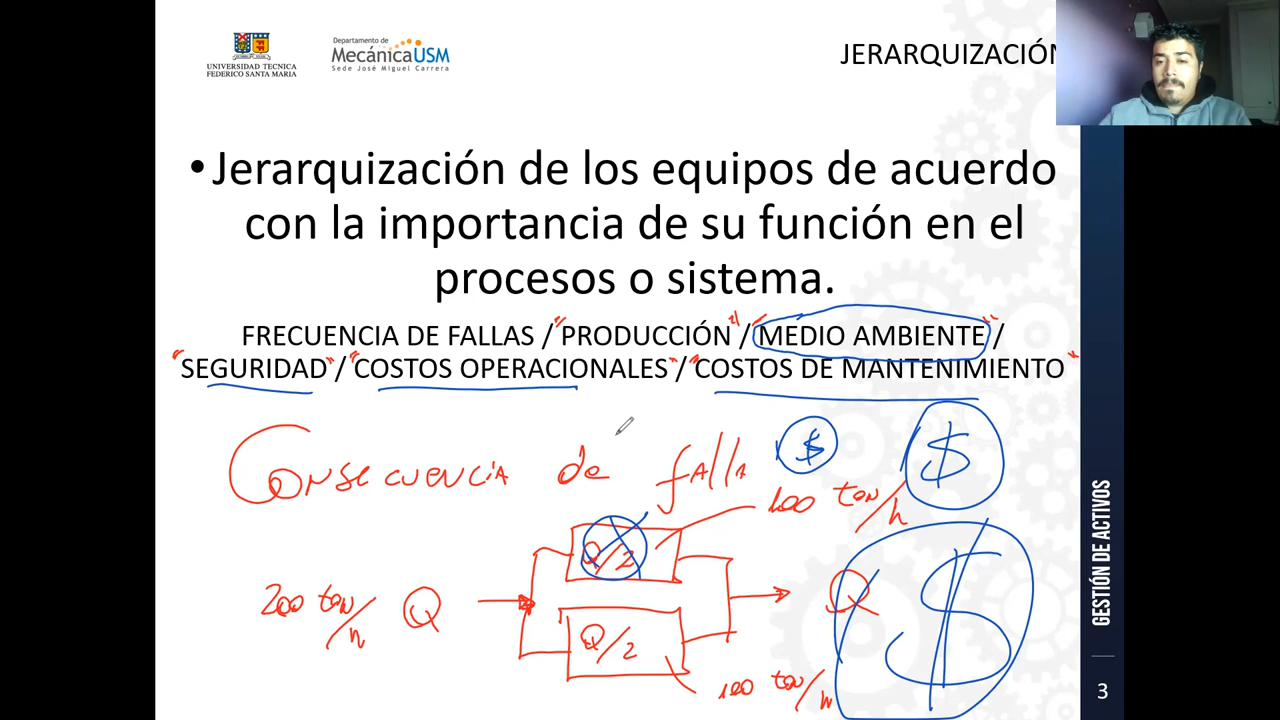 UNIVERSIDAD TECNICA
FEDERICO SANTA MARIA
Departamento de
MecánicaUSM
Sede José Miguel Carrera
JERARQUIZACIÓN
• Jerarquización de los equipos de acuerdo
con la importancia de su función en el
procesos o sistema.
FRECUENCIA DE FALLAS / "PRODUCCIÓN" / "MEDIO AMBIENTE" /
"SEGURIDAD" / "COSTOS OPERACIONALES" / "COSTOS DE MANTENIMIENTO"
CONSECUENCIA de fAllA $ $
100 ton/h
Q/2
200 ton/h Q
Q $
Q/2
100 ton/h
GESTIÓN DE ACTIVOS
3